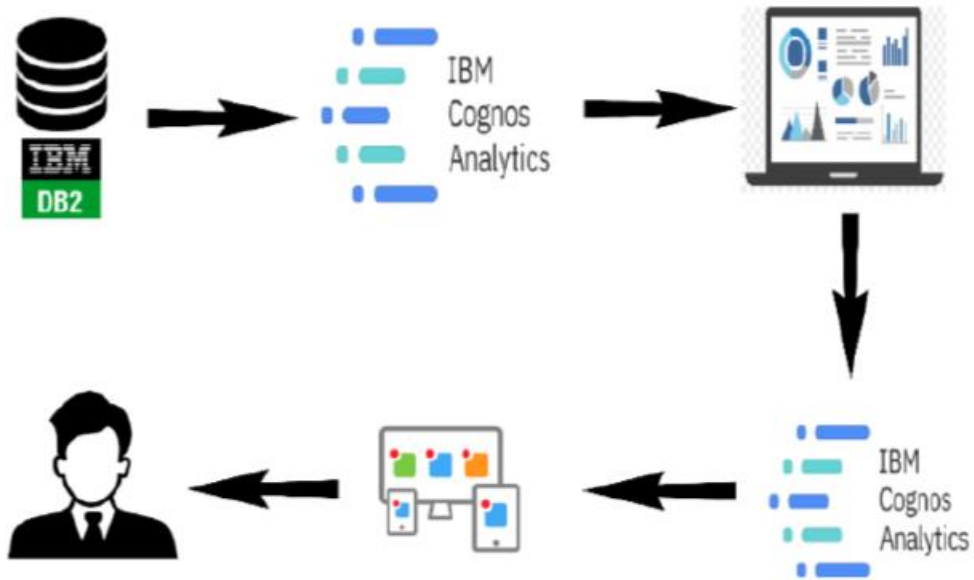 IBM
Cognos
Analytics
IBM
DB2
IBM
Cognos
Analytics